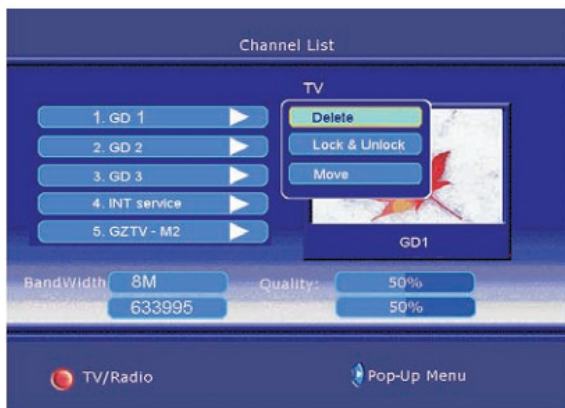 Channel List
TV
1. GD 1
2. GD 2
3. GD 3
4. INT service
5. GZTV - M2
Delete
Lock & Unlock
Move
GD1
BandWidth 8M Quality: 50%
633995 50%
TV/Radio Pop-Up Menu